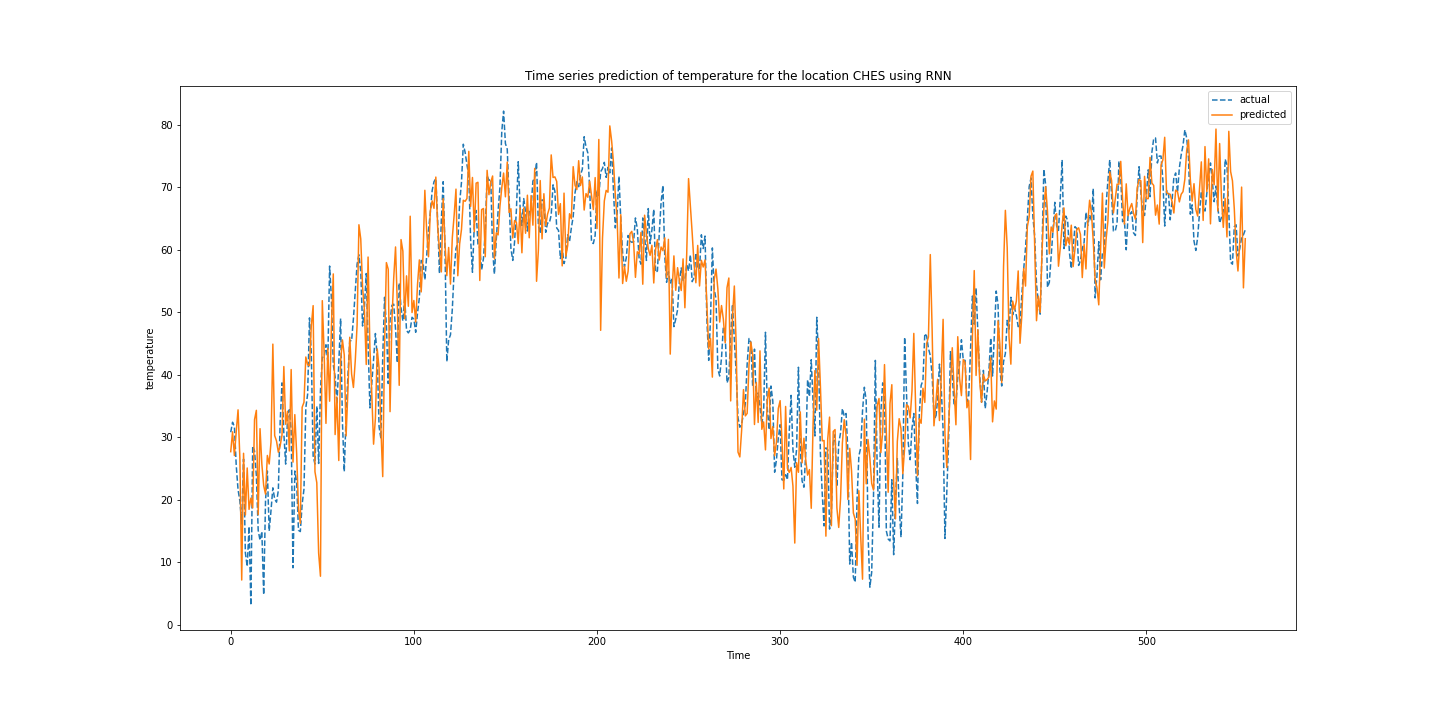 Time series prediction of temperature for the location CHES using RNN
actual
predicted
temperature
80
70
60
50
40
30
20
10
0
0 100 200 300 400 500
Time